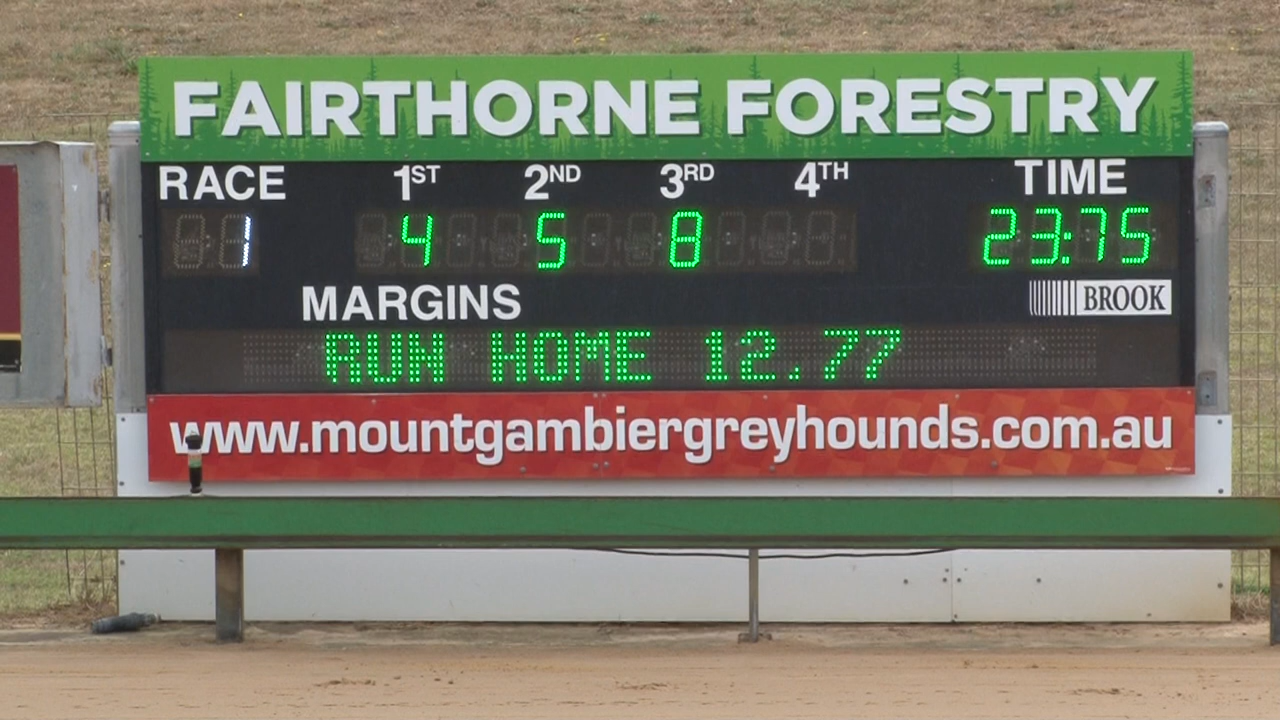 FAIRTHORNE FORESTRY
RACE 1ST 2ND 3RD 4TH TIME
1 4 5 8 23:75
MARGINS
BROOK
RUN HOME 12.77
www.mountgambiergreyhounds.com.au